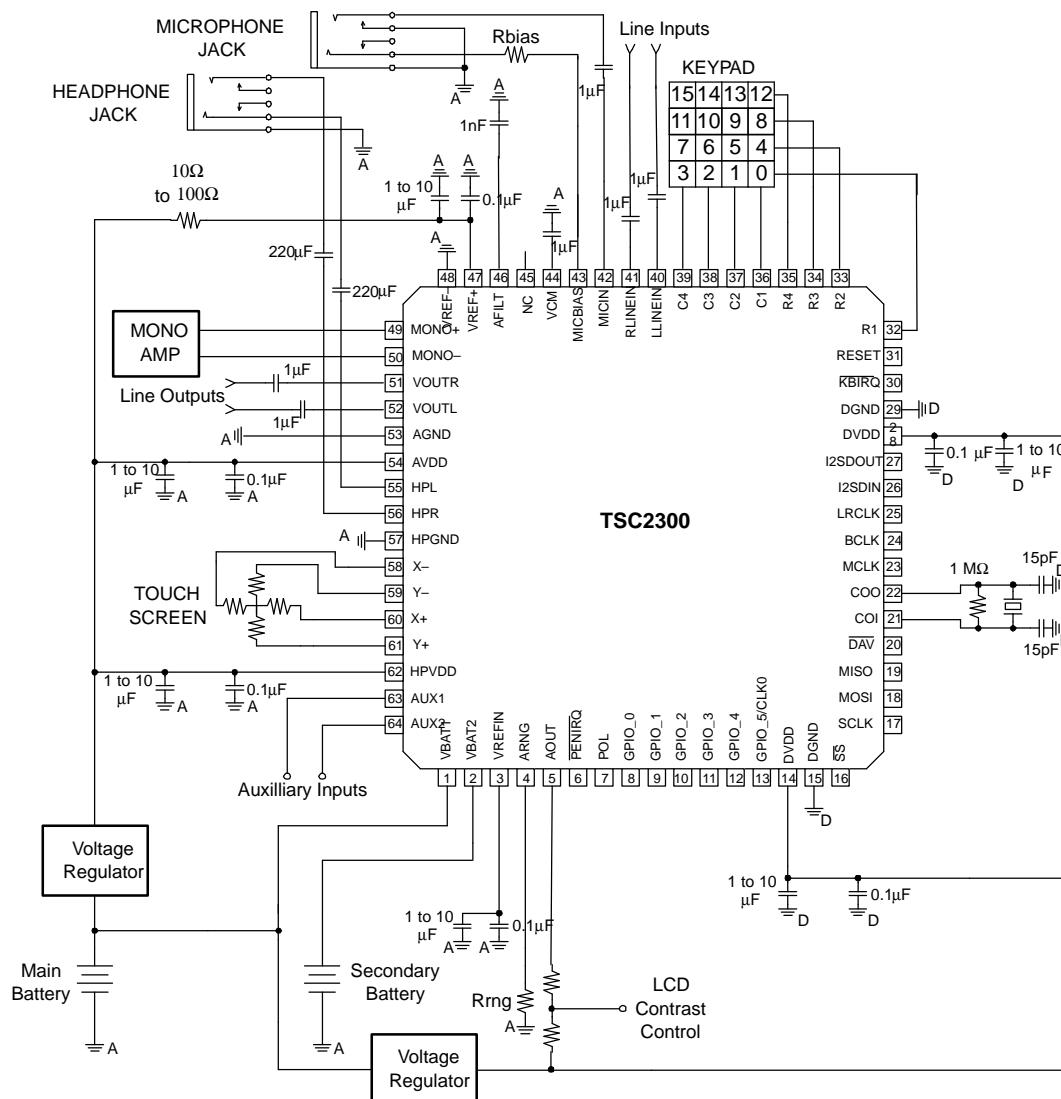 MICROPHONE
JACK
Rbias
Line Inputs
KEYPAD
15 14 13 12
11 10 9 8
7 6 5 4
3 2 1 0
HEADPHONE
JACK
A
A
A
1nF
1µF
1µF
1µF
10Ω
to 100Ω
A
A
1 to 10
µF
0.1µF
A
A
1µF
220µF
220µF
48 47 46 45 44 43 42 41 40 39 38 37 36 35 34 33
VREF–
VREF+
AFILT
NC
VCM
MICBIAS
MICIN
RLINEIN
LLINEIN
C4
C3
C2
C1
R4
R3
R2
MONO
AMP
49 MONO+
50 MONO–
51 VOUTR
52 VOUTL
53 AGND
54 AVDD
55 HPL
56 HPR
57 HPGND
58 X–
59 Y–
60 X+
61 Y+
62 HPVDD
63 AUX1
64 AUX2
1µF
Line Outputs
1µF
A
1 to 10
µF
A
0.1µF
A
A
TOUCH
SCREEN
1 to 10
µF
A
0.1µF
A
Auxilliary Inputs
TSC2300
R1 32
RESET 31
KBIRQ 30
DGND 29
DVDD 28
I2SDOUT 27
I2SDIN 26
LRCLK 25
BCLK 24
MCLK 23
COO 22
COI 21
DAV 20
MISO 19
MOSI 18
SCLK 17
D
0.1 µF
D
1 to 10
µF
D
1 MΩ
15pF
D
15pF
VBAT1
VBAT2
VREFIN
ARNG
AOUT
PENIRQ
POL
GPIO_0
GPIO_1
GPIO_2
GPIO_3
GPIO_4
GPIO_5/CLK0
DVDD
DGND
SS
1 2 3 4 5 6 7 8 9 10 11 12 13 14 15 16
D
Voltage
Regulator
1 to 10
µF
D
0.1µF
D
1 to 10
µF
A
0.1µF
A
Main
Battery
A
Secondary
Battery
A
Rrng
A
LCD
Contrast
Control
Voltage
Regulator